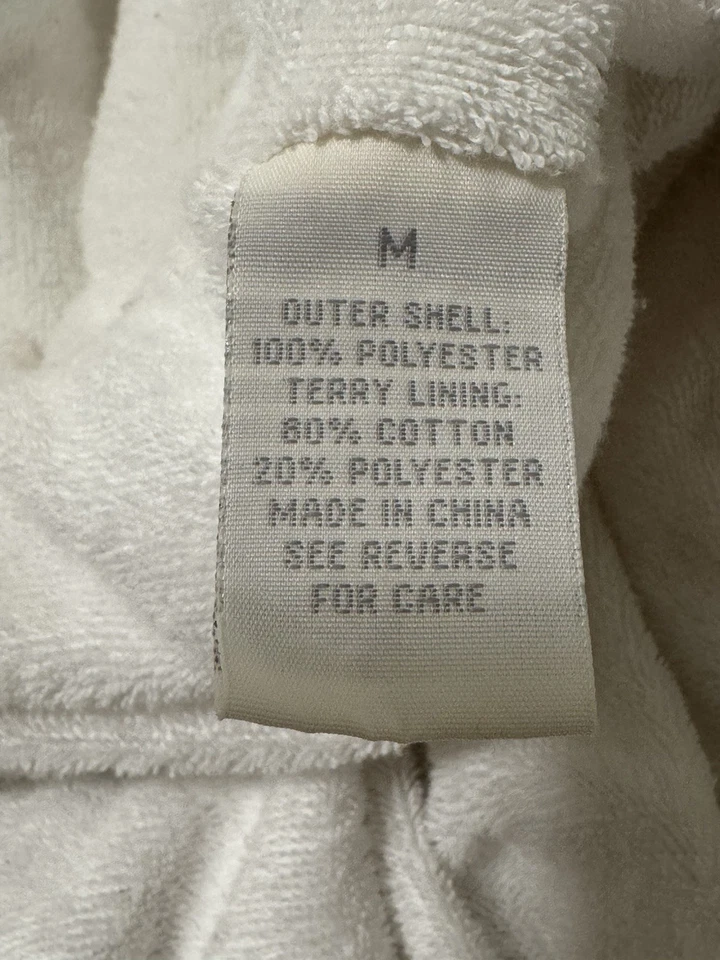 M
OUTER SHELL:
100% POLYESTER
TERRY LINING:
80% COTTON
20% POLYESTER
MADE IN CHINA
SEE REVERSE
FOR CARE